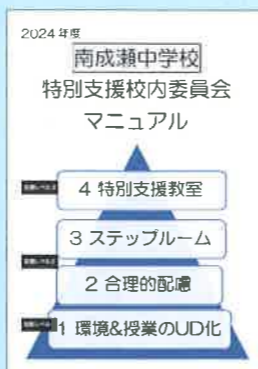 2024年度
南成瀬中学校
特別支援校内委員会
マニュアル
4 特別支援教室
3 ステップルーム
2 合理的配慮
1 環境&授業のUD化